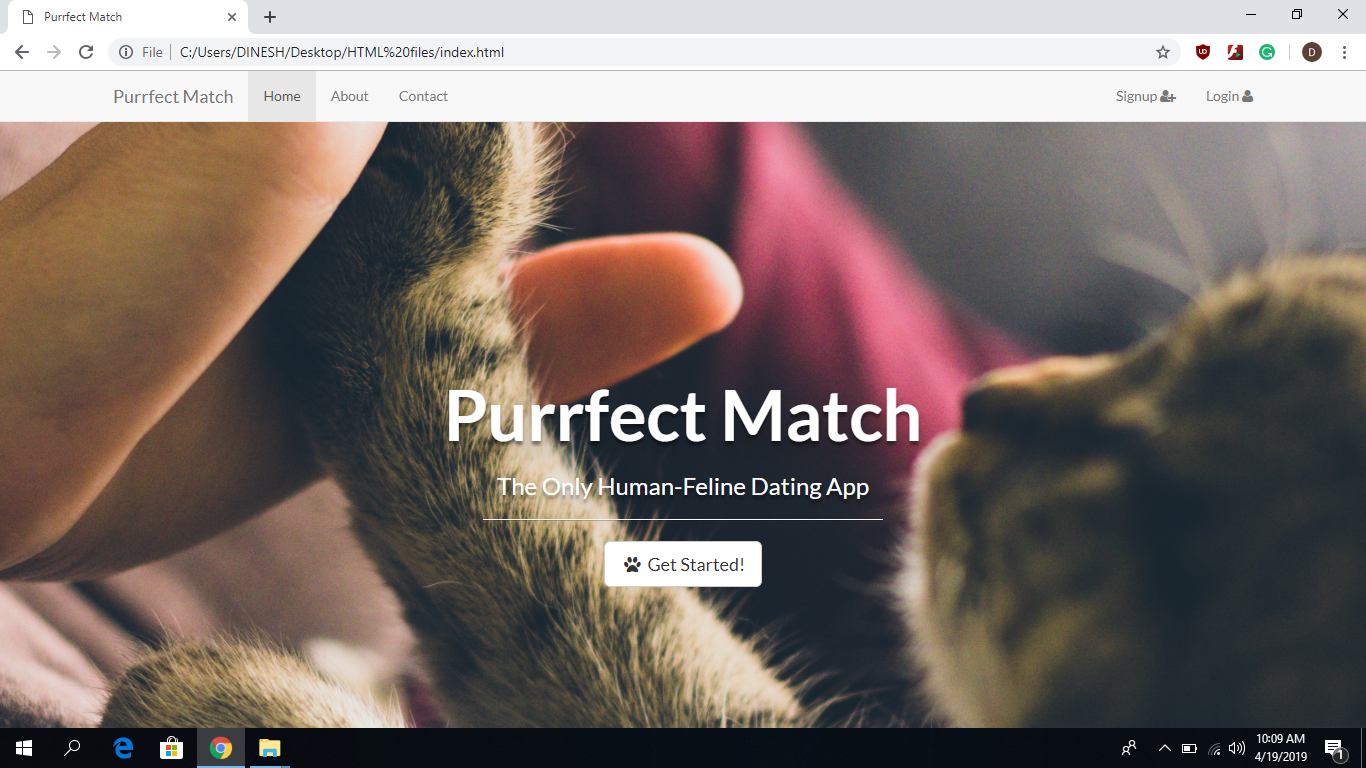 Purrfect Match
File
C:/Users/DINESH/Desktop/HTML%20files/index.html
D
Purrfect Match Home About Contact Signup Login
Purrfect Match
The Only Human-Feline Dating App
Get Started!
10:09 AM
4/19/2019
1